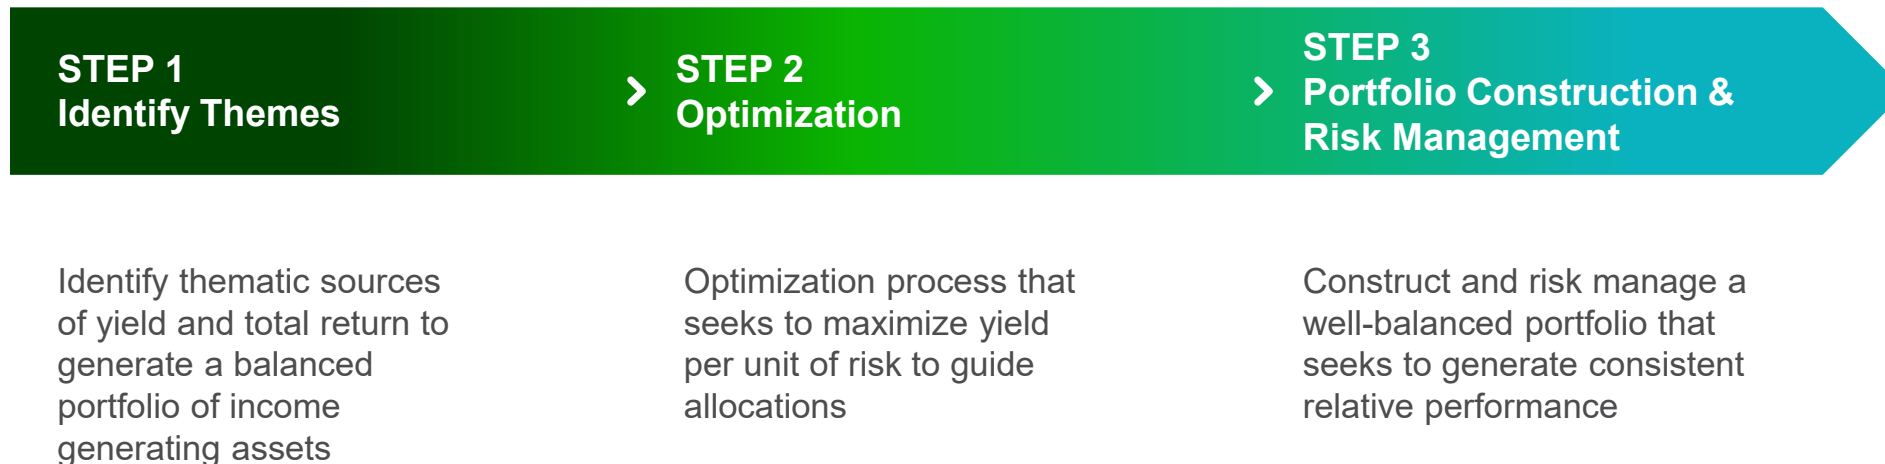 STEP 1
Identify Themes
STEP 2
Optimization
STEP 3
Portfolio Construction &
Risk Management
Identify thematic sources
of yield and total return to
generate a balanced
portfolio of income
generating assets
Optimization process that
seeks to maximize yield
per unit of risk to guide
allocations
Construct and risk manage a
well-balanced portfolio that
seeks to generate consistent
relative performance